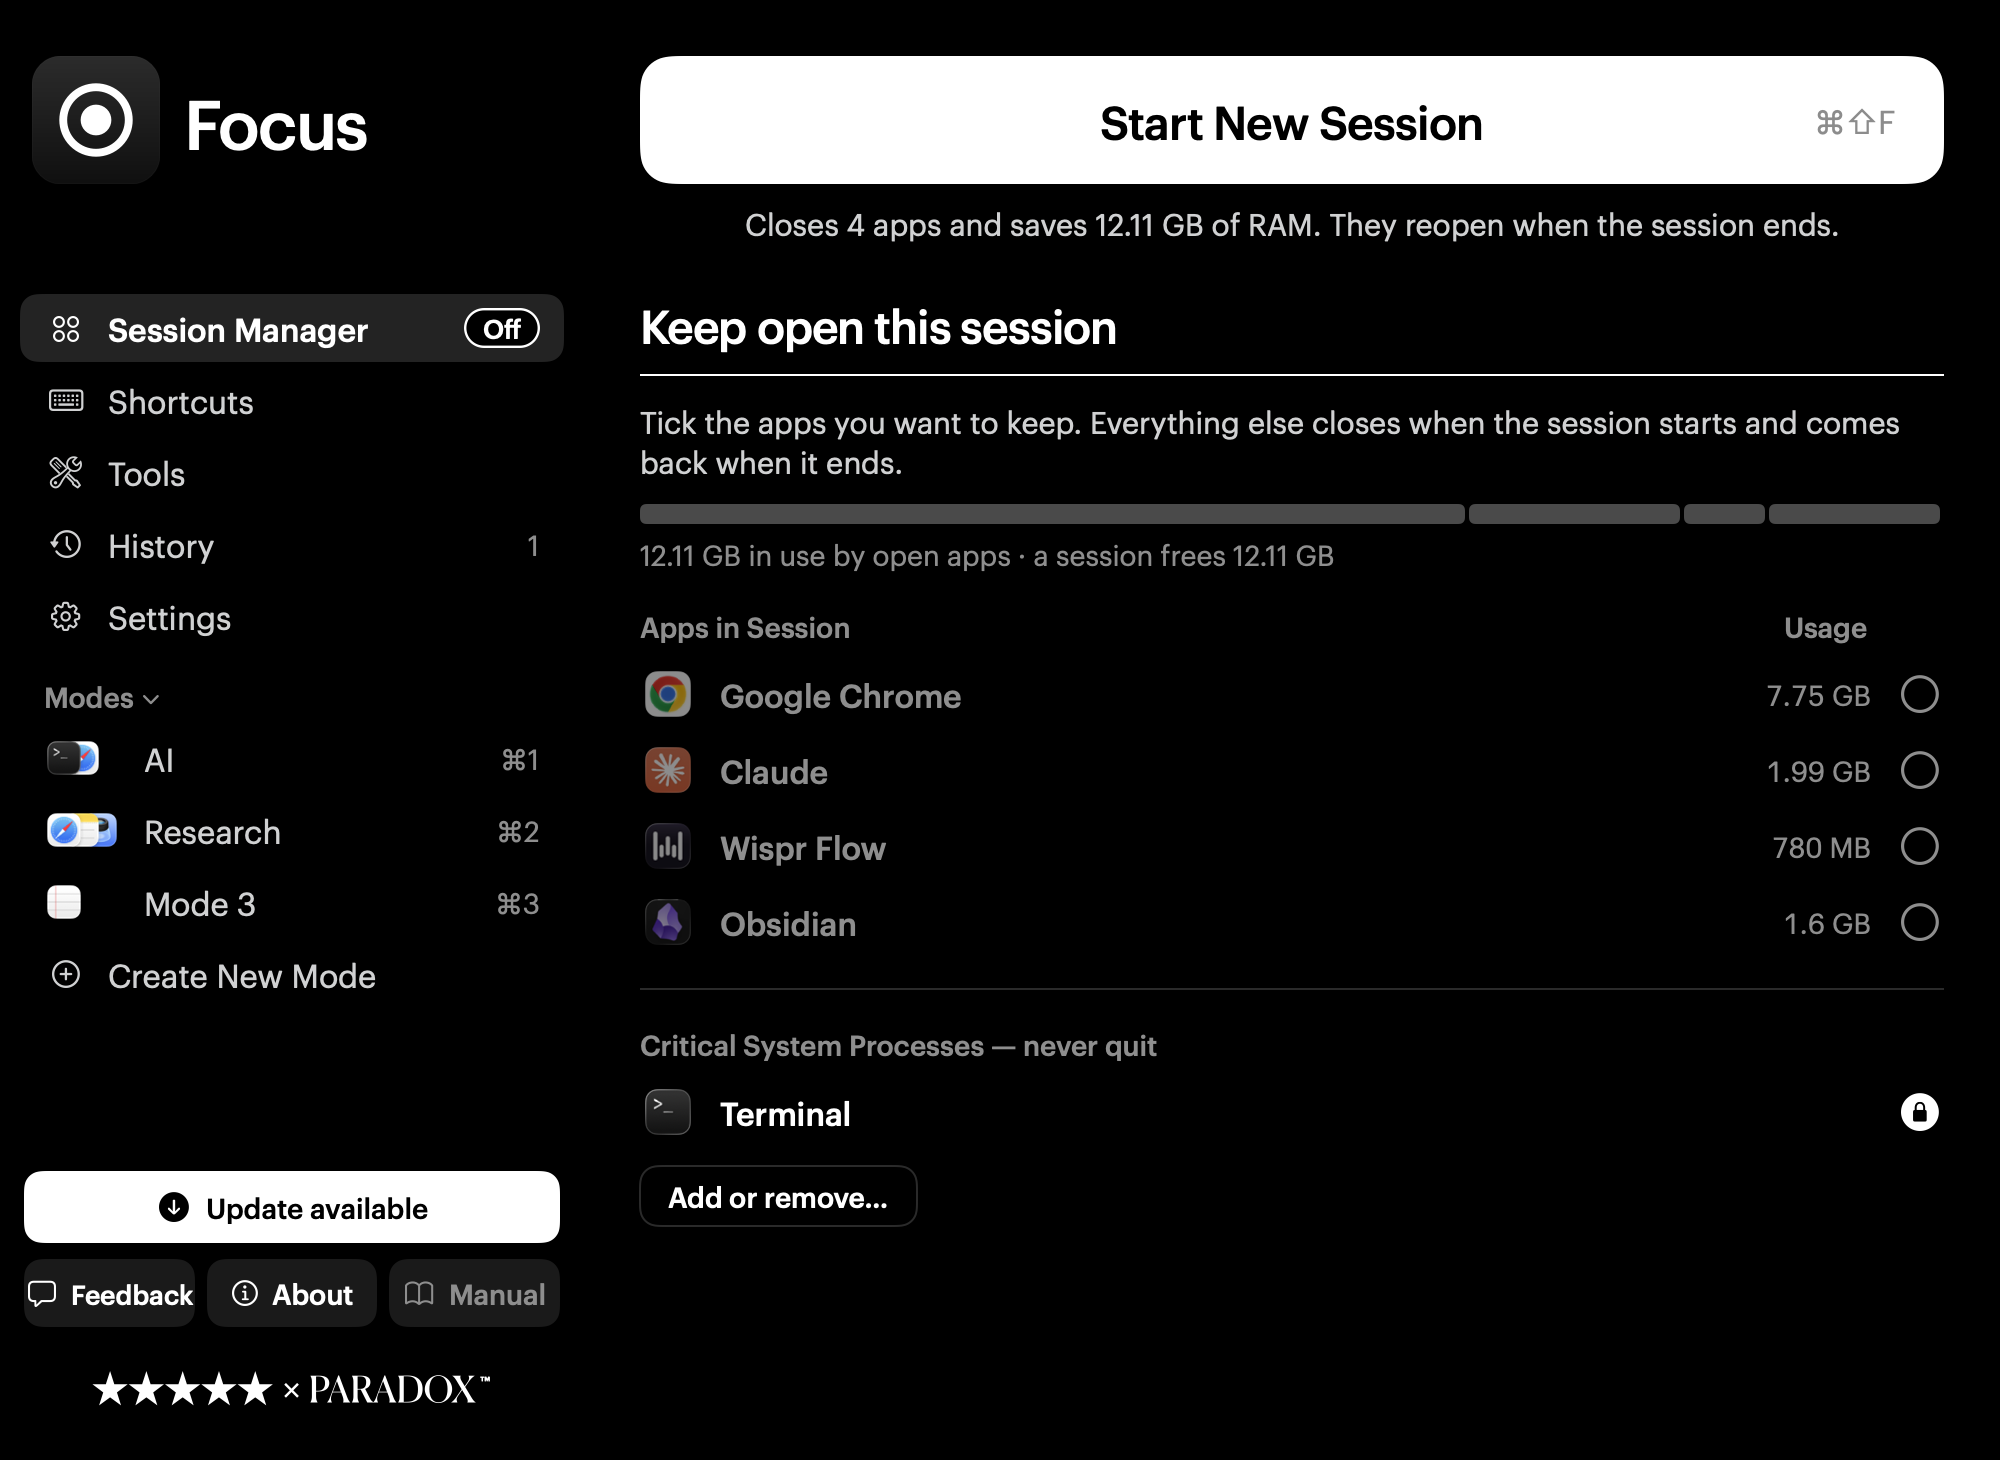 Focus
Start New Session ⌘⇧F
Closes 4 apps and saves 12.11 GB of RAM. They reopen when the session ends.
Session Manager Off
Shortcuts
Tools
History 1
Settings
Modes
AI ⌘1
Research ⌘2
Mode 3 ⌘3
Create New Mode
Update available
Feedback
About
Manual
★★★★★ × PARADOX™
Keep open this session
Tick the apps you want to keep. Everything else closes when the session starts and comes
back when it ends.
12.11 GB in use by open apps · a session frees 12.11 GB
Apps in Session Usage
Google Chrome 7.75 GB
Claude 1.99 GB
Wispr Flow 780 MB
Obsidian 1.6 GB
Critical System Processes — never quit
>_ Terminal
Add or remove...